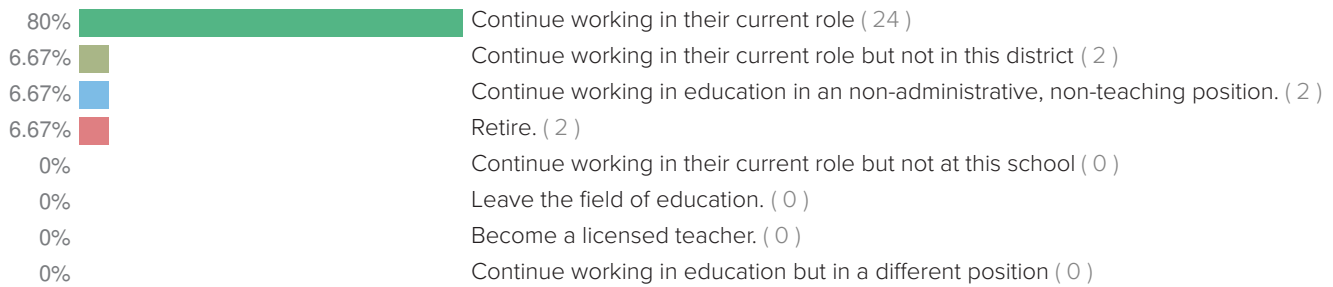 80% Continue working in their current role ( 24 )
6.67% Continue working in their current role but not in this district ( 2 )
6.67% Continue working in education in an non-administrative, non-teaching position. ( 2 )
6.67% Retire. ( 2 )
0% Continue working in their current role but not at this school ( 0 )
0% Leave the field of education. ( 0 )
0% Become a licensed teacher. ( 0 )
0% Continue working in education but in a different position ( 0 )